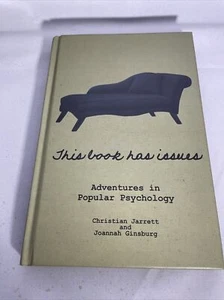 This book has issues
Adventures in
Popular Psychology
Christian Jarrett
and
Joannah Ginsburg